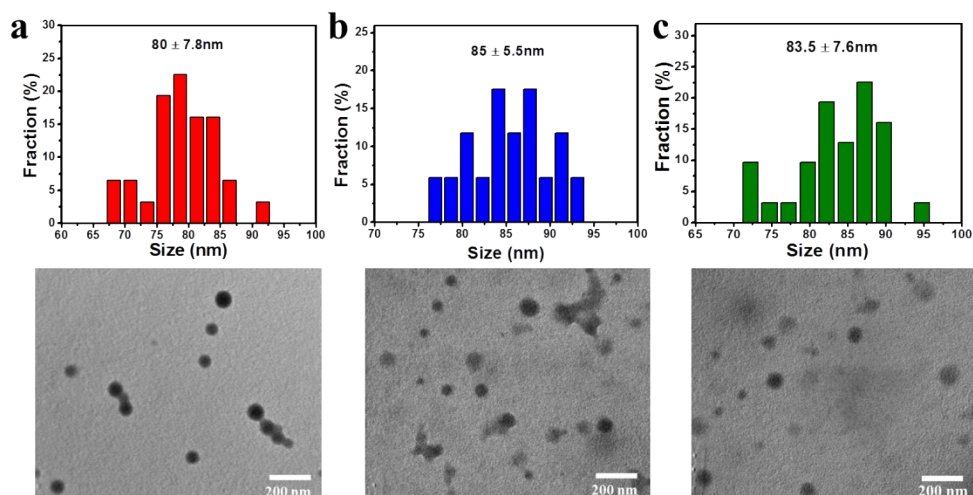 a
80 ± 7.8nm
Fraction (%)
30
25
20
15
10
5
0
60 65 70 75 80 85 90 95 100
Size (nm)
b
85 ± 5.5nm
Fraction (%)
25
20
15
10
5
0
70 75 80 85 90 95 100
Size (nm)
c
83.5 ± 7.6nm
Fraction (%)
30
25
20
15
10
5
0
65 70 75 80 85 90 95 100
Size (nm)
200 nm
200 nm
200 nm